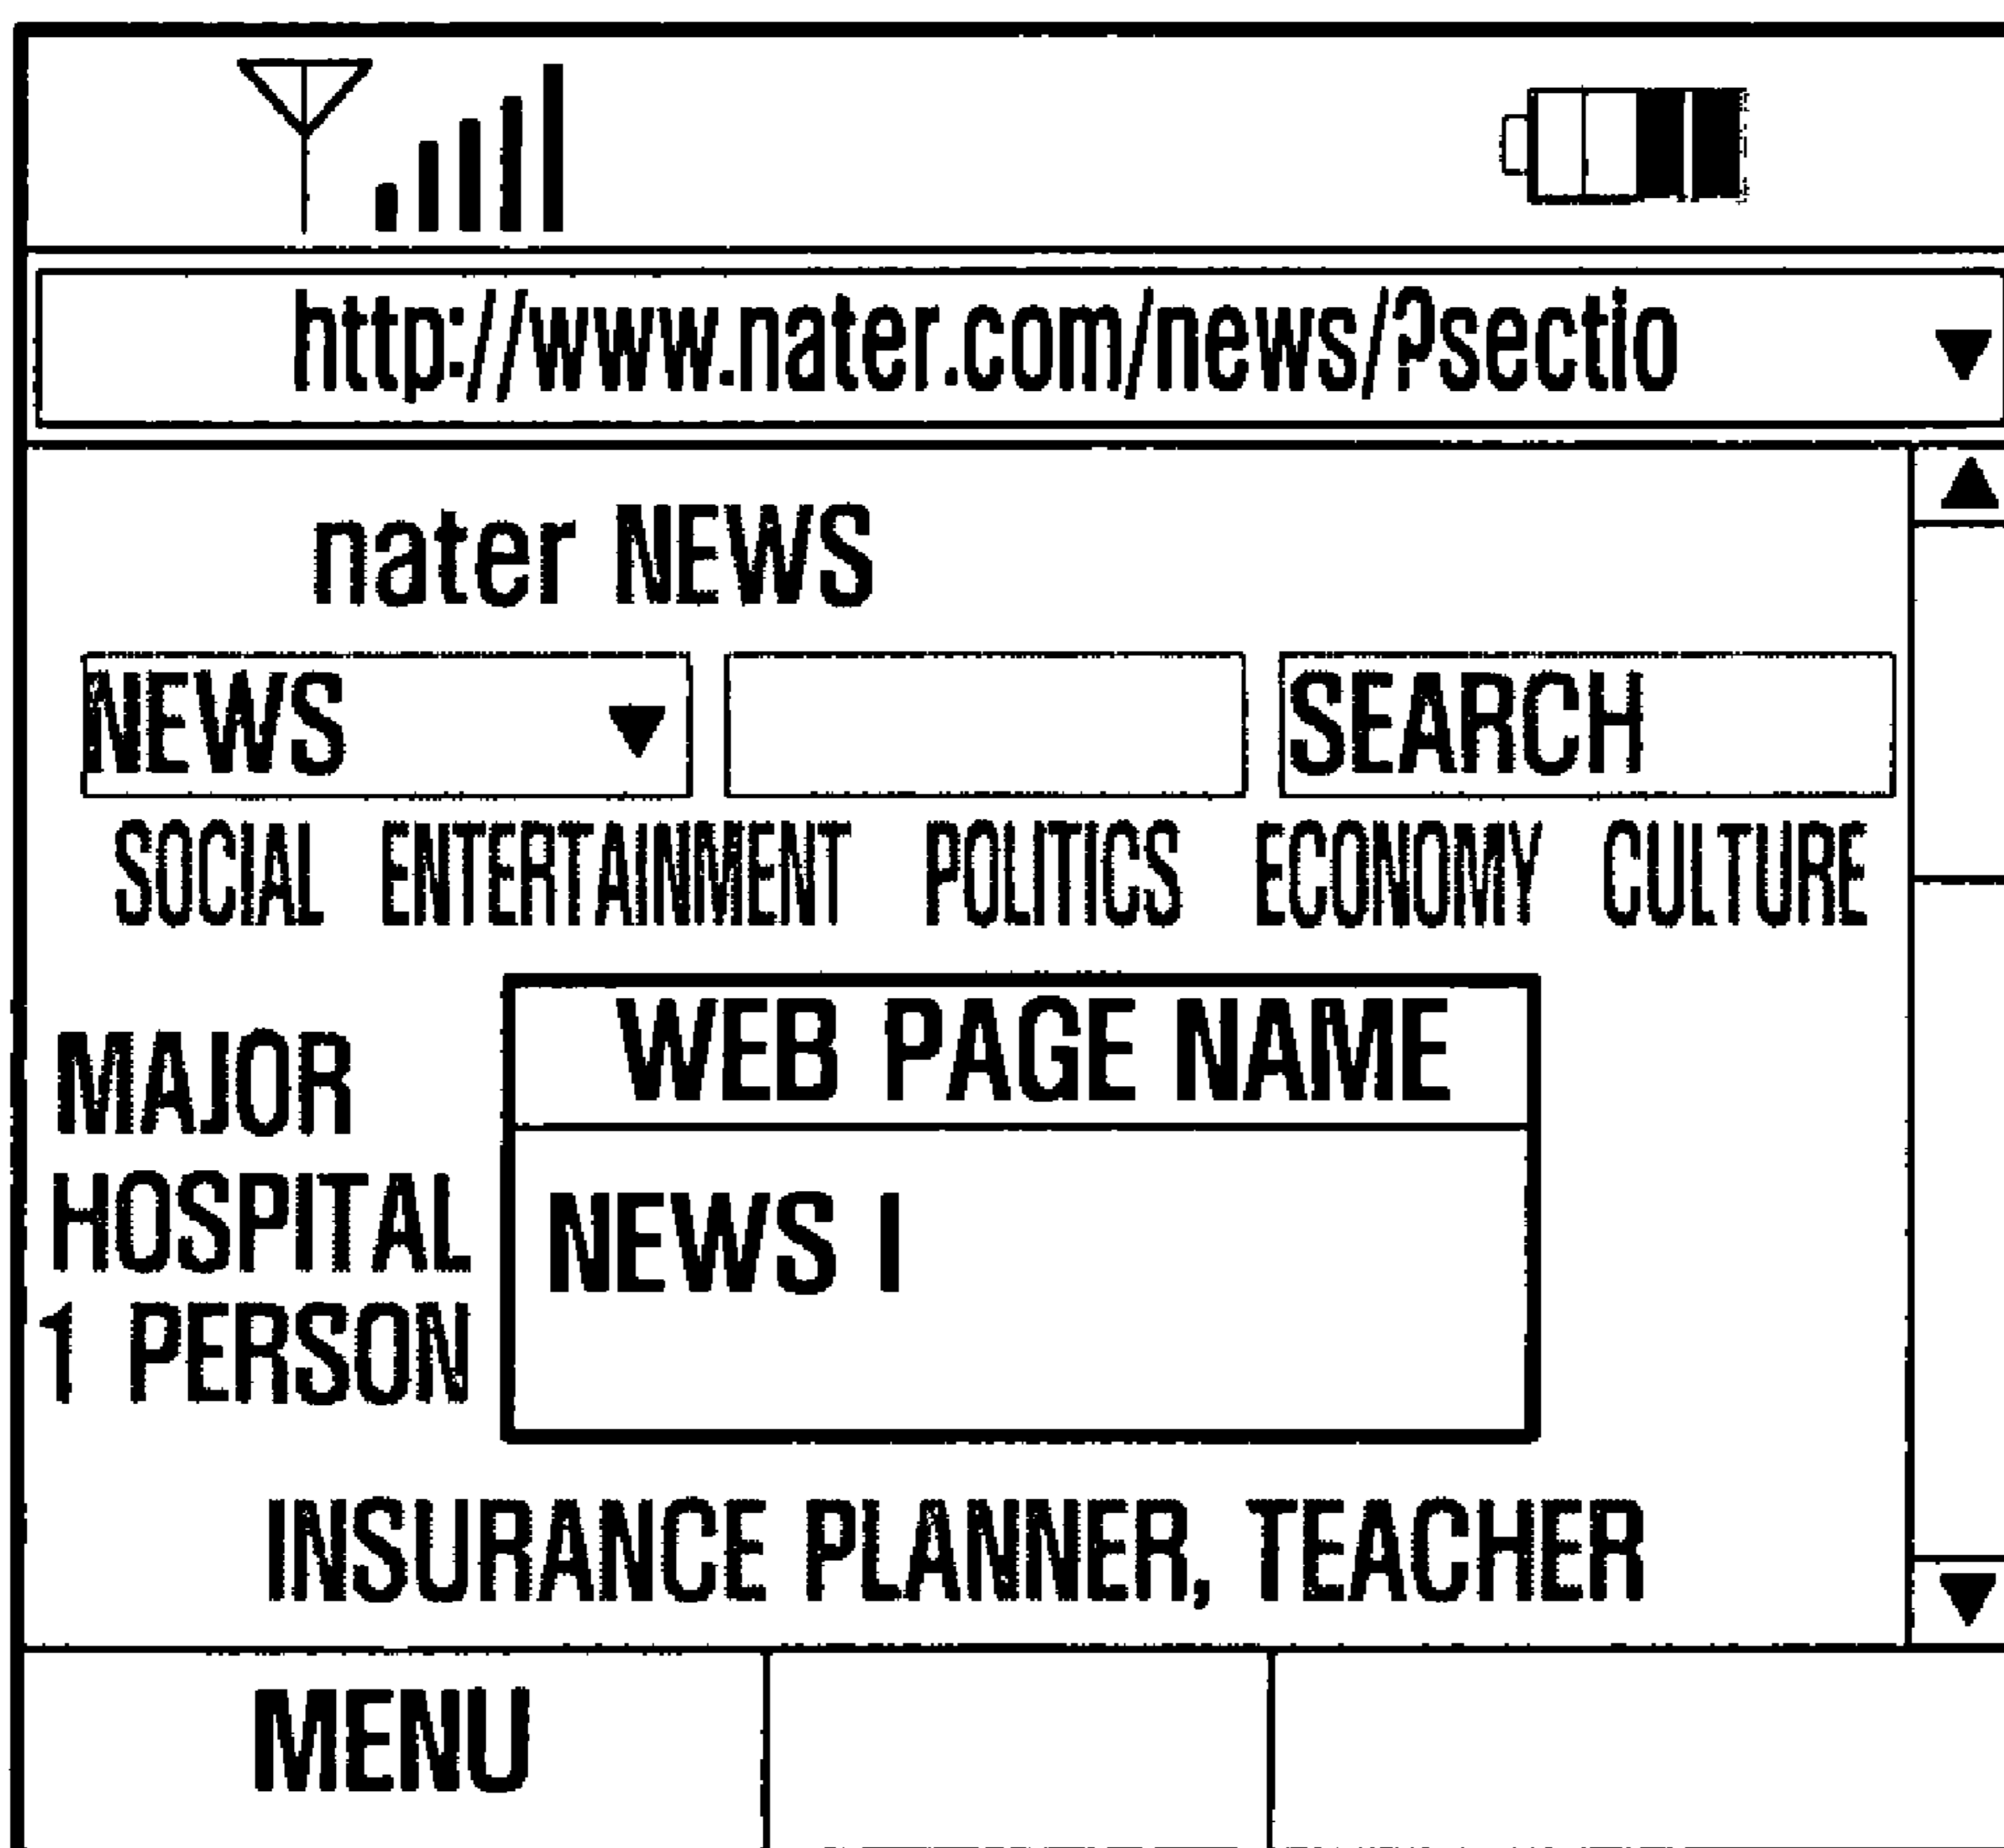 http://www.nater.com/news/?sectio
nater NEWS
NEWS SEARCH
SOCIAL ENTERTAINMENT POLITICS ECONOMY CULTURE
WEB PAGE NAME
MAJOR
HOSPITAL
NEWS |
1 PERSON
INSURANCE PLANNER, TEACHER
MENU